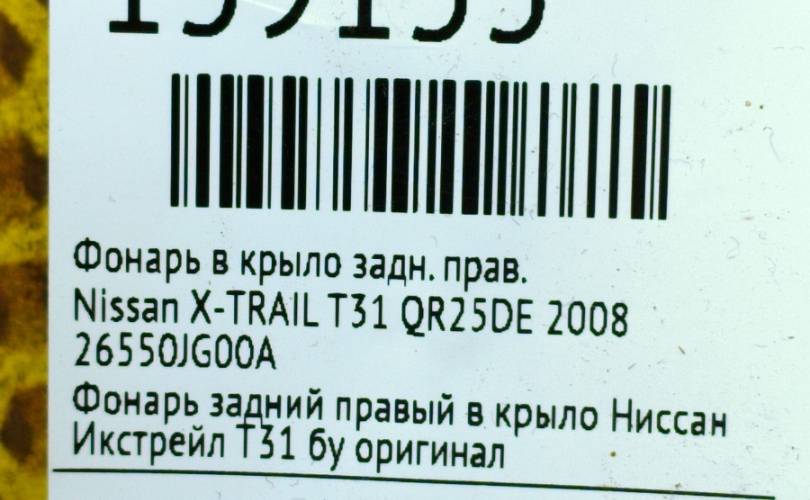 Фонарь в крыло задн. прав.
Nissan X-TRAIL T31 QR25DE 2008
26550JG00A
Фонарь задний правый в крыло Ниссан
Икстрейл Т31 бу оригинал